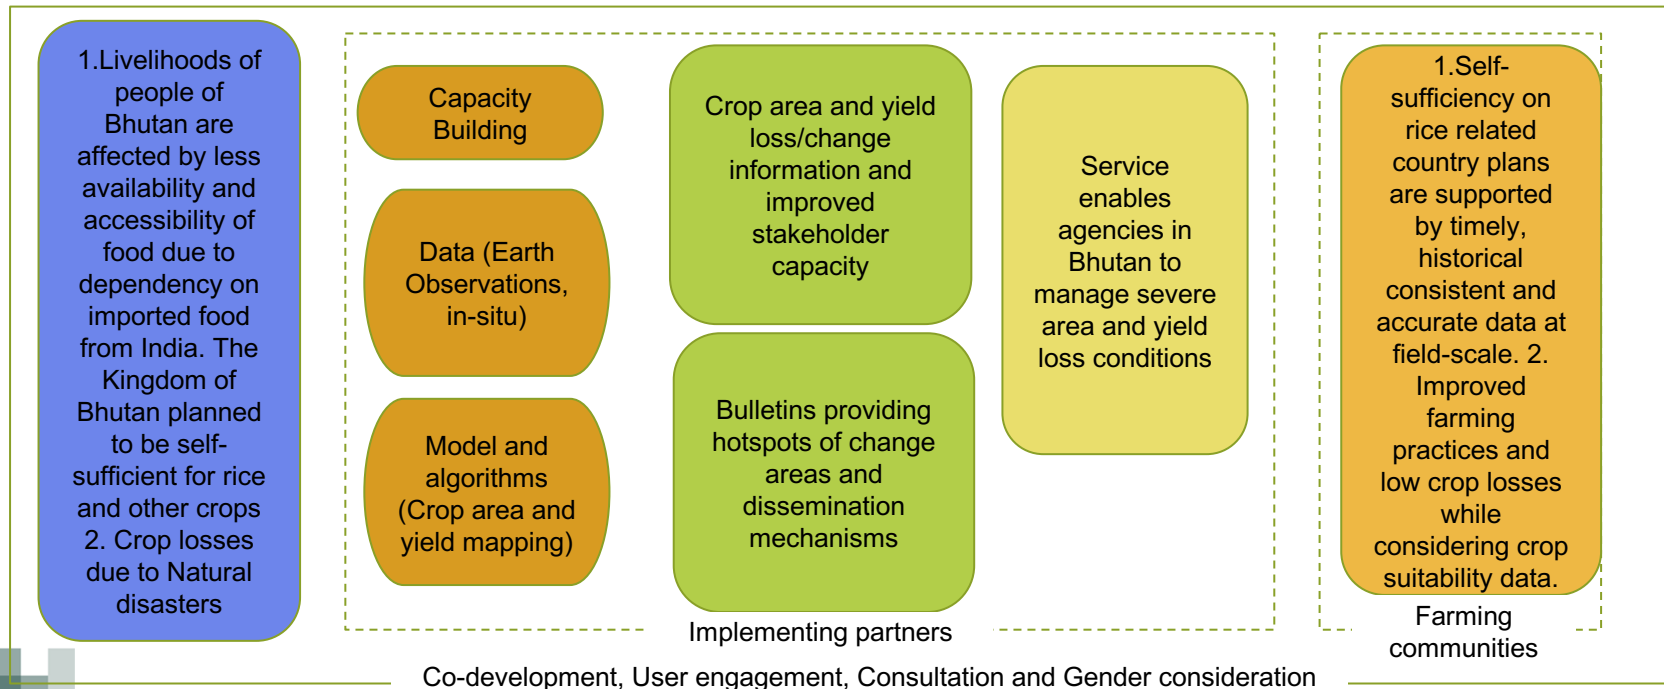 1.Livelihoods of
people of
Bhutan are
affected by less
availability and
accessibility of
food due to
dependency on
imported food
from India. The
Kingdom of
Bhutan planned
to be self-
sufficient for rice
and other crops
2. Crop losses
due to Natural
disasters
Capacity
Building
Data (Earth
Observations,
in-situ)
Model and
algorithms
(Crop area and
yield mapping)
Crop area and yield
loss/change
information and
improved
stakeholder
capacity
Bulletins providing
hotspots of change
areas and
dissemination
mechanisms
Service
enables
agencies in
Bhutan to
manage severe
area and yield
loss conditions
1.Self-
sufficiency on
rice related
country plans
are supported
by timely,
historical
consistent and
accurate data at
field-scale. 2.
Improved
farming
practices and
low crop losses
while
considering crop
suitability data.
Implementing partners
Farming
communities
Co-development, User engagement, Consultation and Gender consideration